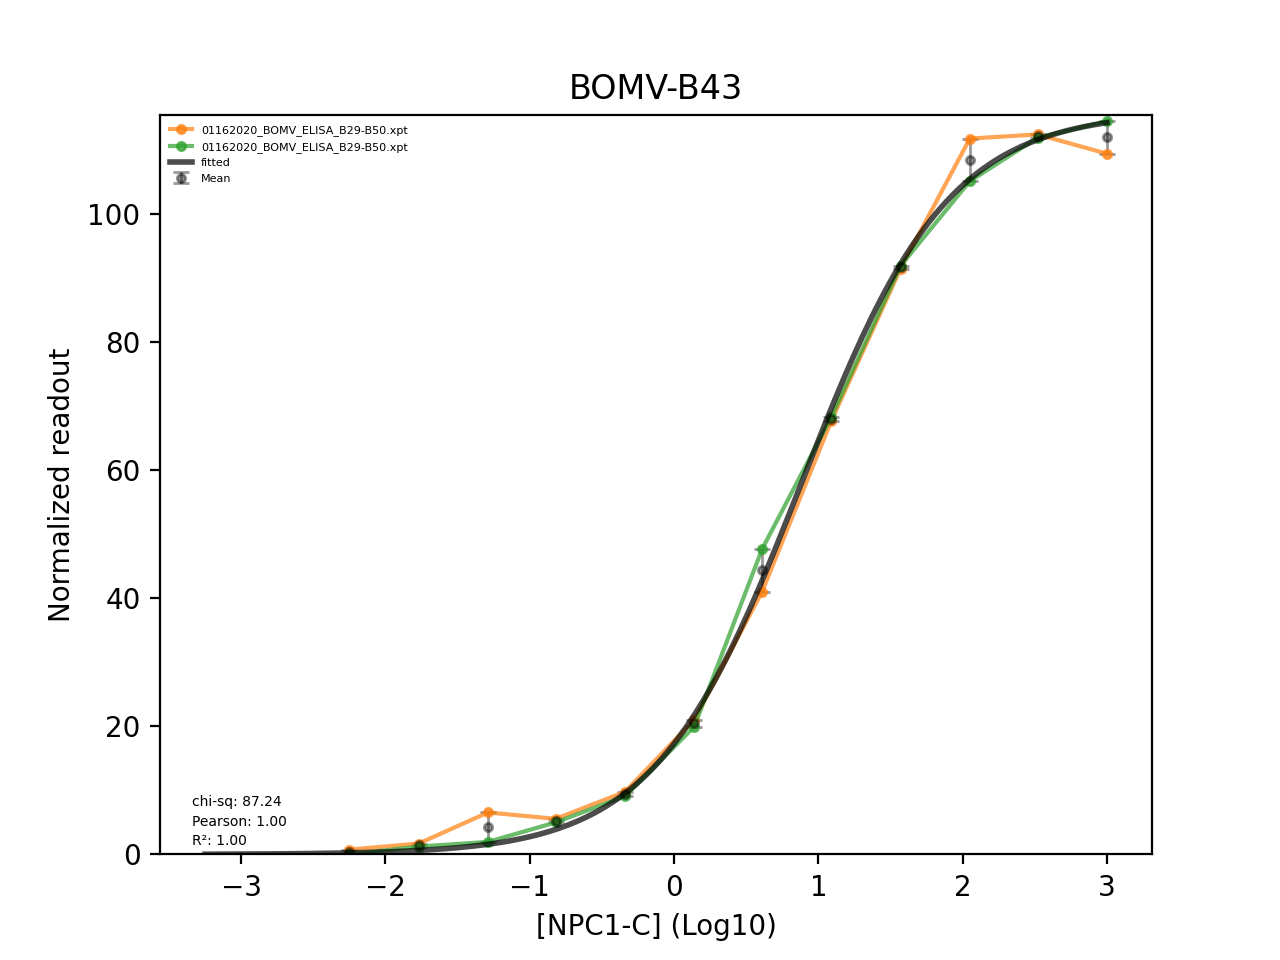 BOMV-B43
01162020_BOMV_ELISA_B29-B50.xpt
01162020_BOMV_ELISA_B29-B50.xpt
fitted
Mean
100
80
60
40
20
0
Normalized readout
chi-sq: 87.24
Pearson: 1.00
R²: 1.00
−3 −2 −1 0 1 2 3
[NPC1-C] (Log10)